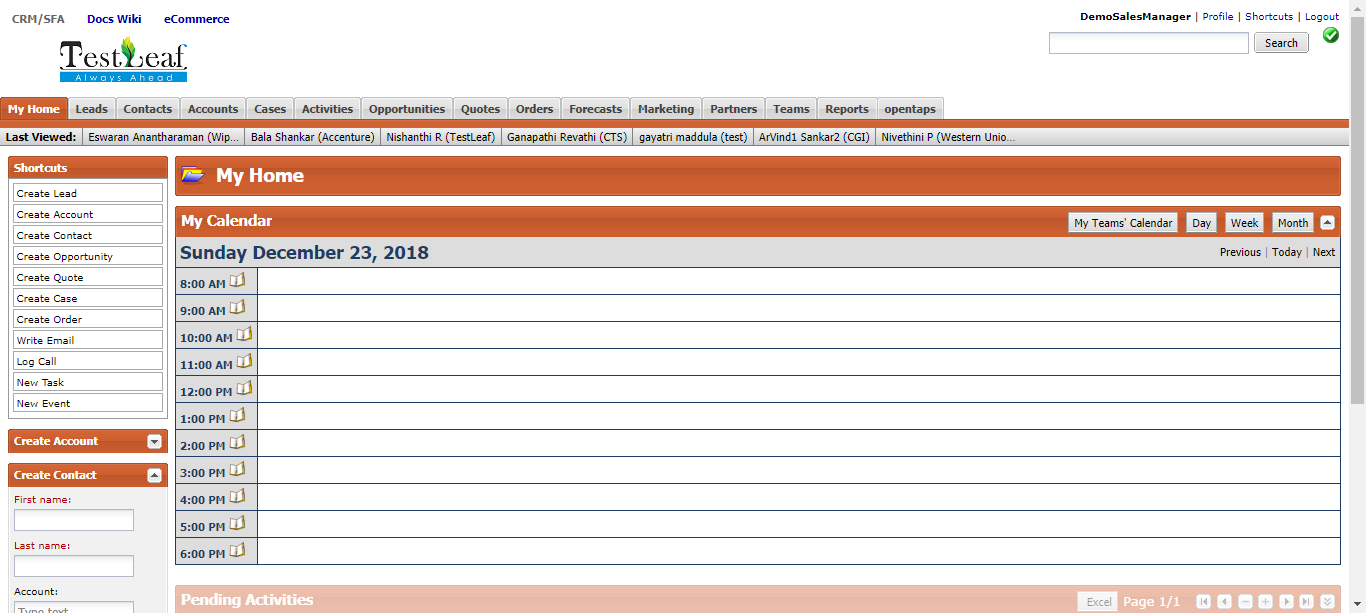 CRM/SFA Docs Wiki eCommerce
DemoSalesManager | Profile | Shortcuts | Logout
Search
TestLeaf
Always Ahead
My Home Leads Contacts Accounts Cases Activities Opportunities Quotes Orders Forecasts Marketing Partners Teams Reports opentaps
Last Viewed: Eswaran Anantharaman (Wip... Bala Shankar (Accenture) Nishanthi R (TestLeaf) Ganapathi Revathi (CTS) gayatri maddula (test) ArVind1 Sankar2 (CGI) Nivethini P (Western Unio...
Shortcuts
Create Lead
Create Account
Create Contact
Create Opportunity
Create Quote
Create Case
Create Order
Write Email
Log Call
New Task
New Event
Create Account
Create Contact
First name:
Last name:
Account:
Type text
My Home
My Calendar My Teams' Calendar Day Week Month
Sunday December 23, 2018 Previous | Today | Next
8:00 AM
9:00 AM
10:00 AM
11:00 AM
12:00 PM
1:00 PM
2:00 PM
3:00 PM
4:00 PM
5:00 PM
6:00 PM
Pending Activities Excel Page 1/1